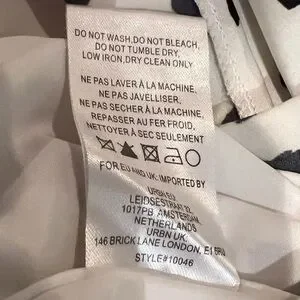 DO NOT WASH,DO NOT BLEACH,
DO NOT TUMBLE DRY,
LOW IRON,DRY CLEAN ONLY
NE PAS LAVER À LA MACHINE,
NE PAS JAVELLISER,
NE PAS SECHER À LA MACHINE,
REPASSER AU FER FROID,
NETTOYER À SEC SEULEMENT
FOR EU AND UK: IMPORTED BY
URBN EU,
LEIDSESTRAAT 32
1017PB AMSTERDAM
NETHERLANDS
URBN UK,
146 BRICK LANE LONDON, E1 6RU
STYLE#10046